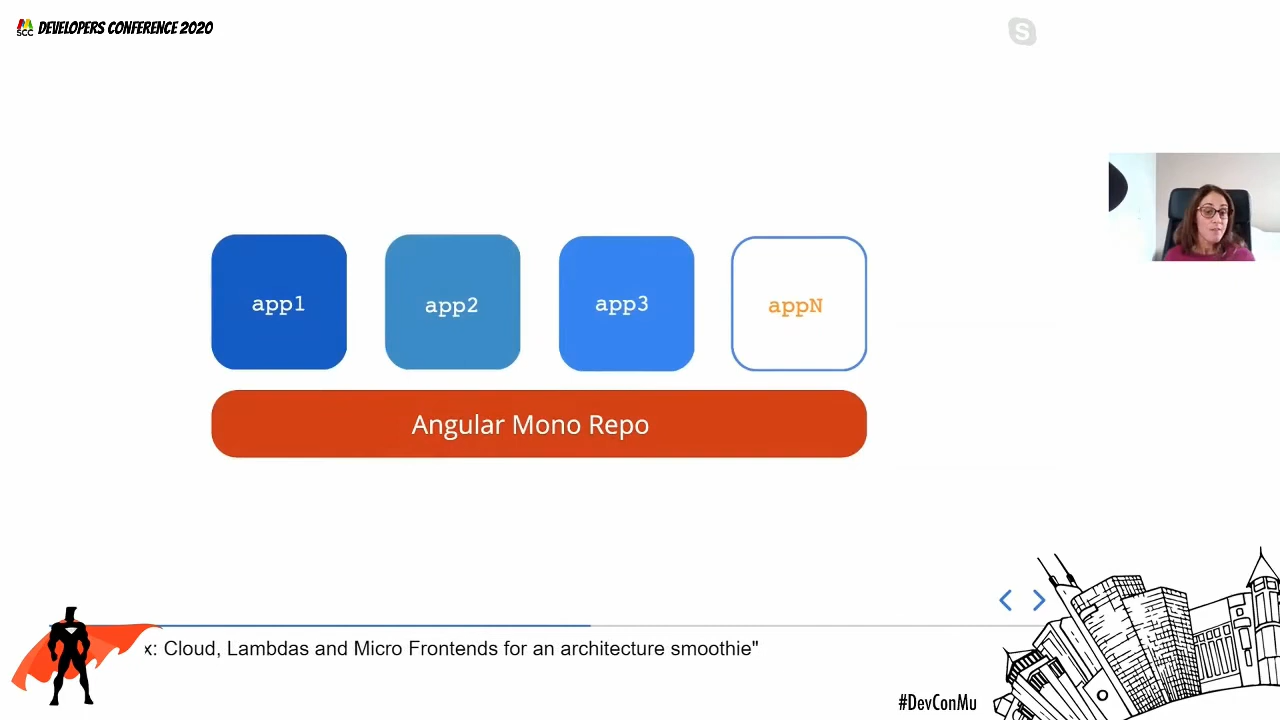 SCC DEVELOPERS CONFERENCE 2020
S
app1 app2 app3 appN
Angular Mono Repo
x: Cloud, Lambdas and Micro Frontends for an architecture smoothie"
#DevConMu